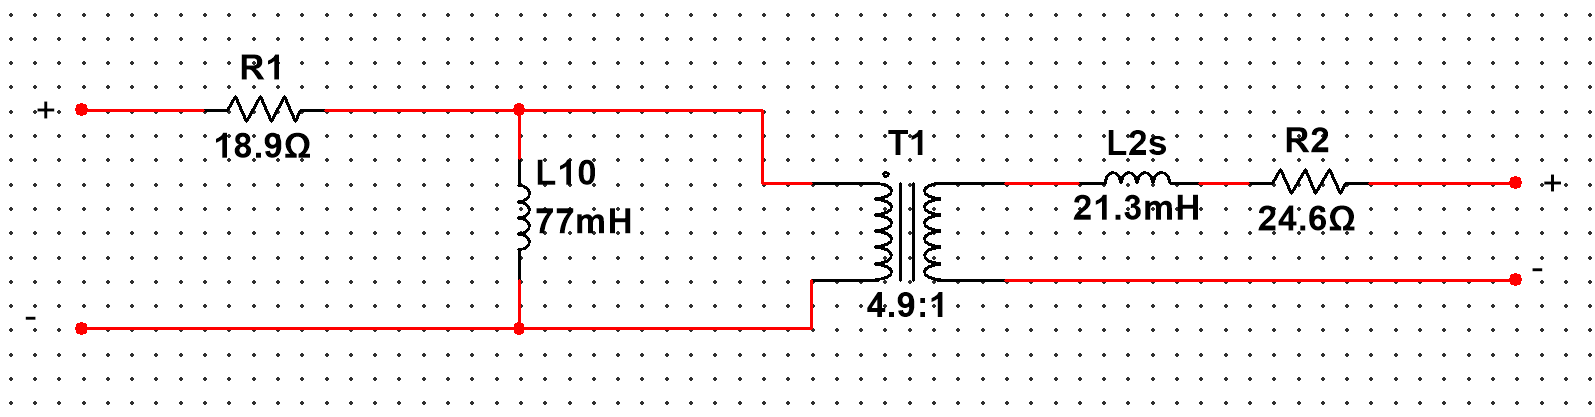 R1
+
18.9Ω
T1
L2s
R2
L10
+
77mH
21.3mH
24.6Ω
-
4.9:1
-